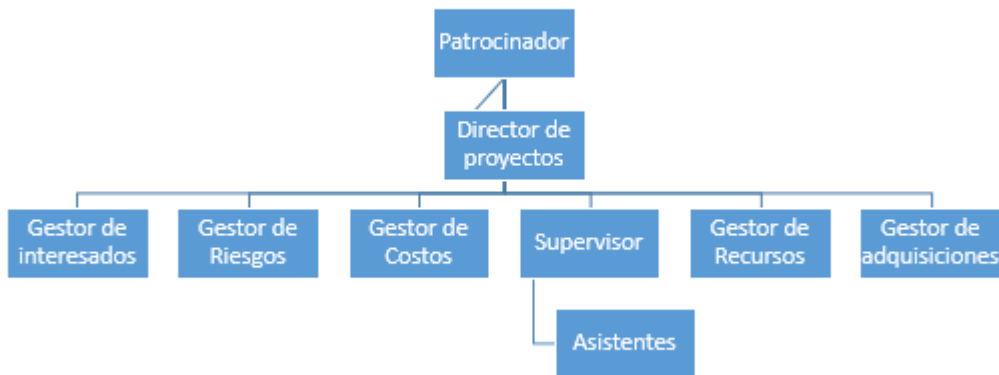 Patrocinador
Director de
proyectos
Gestor de
interesados
Gestor de
Riesgos
Gestor de
Costos
Supervisor
Gestor de
Recursos
Gestor de
adquisiciones
Asistentes